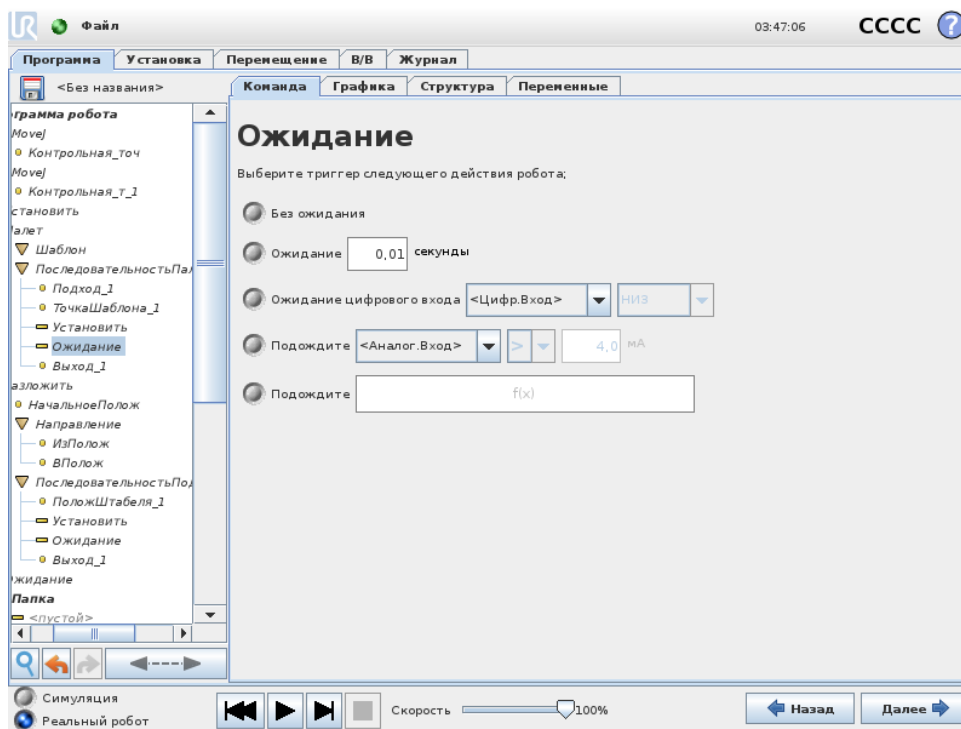 UR Файл 03:47:06 CCCC ?
Программа Установка Перемещение В/В Журнал
<Без названия> Команда Графика Структура Переменные
грамма робота
MoveJ
Контрольная_точ
MoveJ
Контрольная_т_1
становить
алет
Шаблон
ПоследовательностьПал
Подход_1
ТочкаШаблона_1
Установить
Ожидание
Выход_1
азложить
НачальноеПолож
Направление
ИзПолож
ВПолож
ПоследовательностьПод
ПоложШтабеля_1
Установить
Ожидание
Выход_1
жидание
Папка
<пустой>
Ожидание
Выберите триггер следующего действия робота;
Без ожидания
Ожидание 0,01 секунды
Ожидание цифрового входа <Цифр.Вход> НИЗ
Подождите <Аналог.Вход> > 4,0 мА
Подождите f(x)
Симуляция
Реальный робот
Скорость 100%
Назад Далее